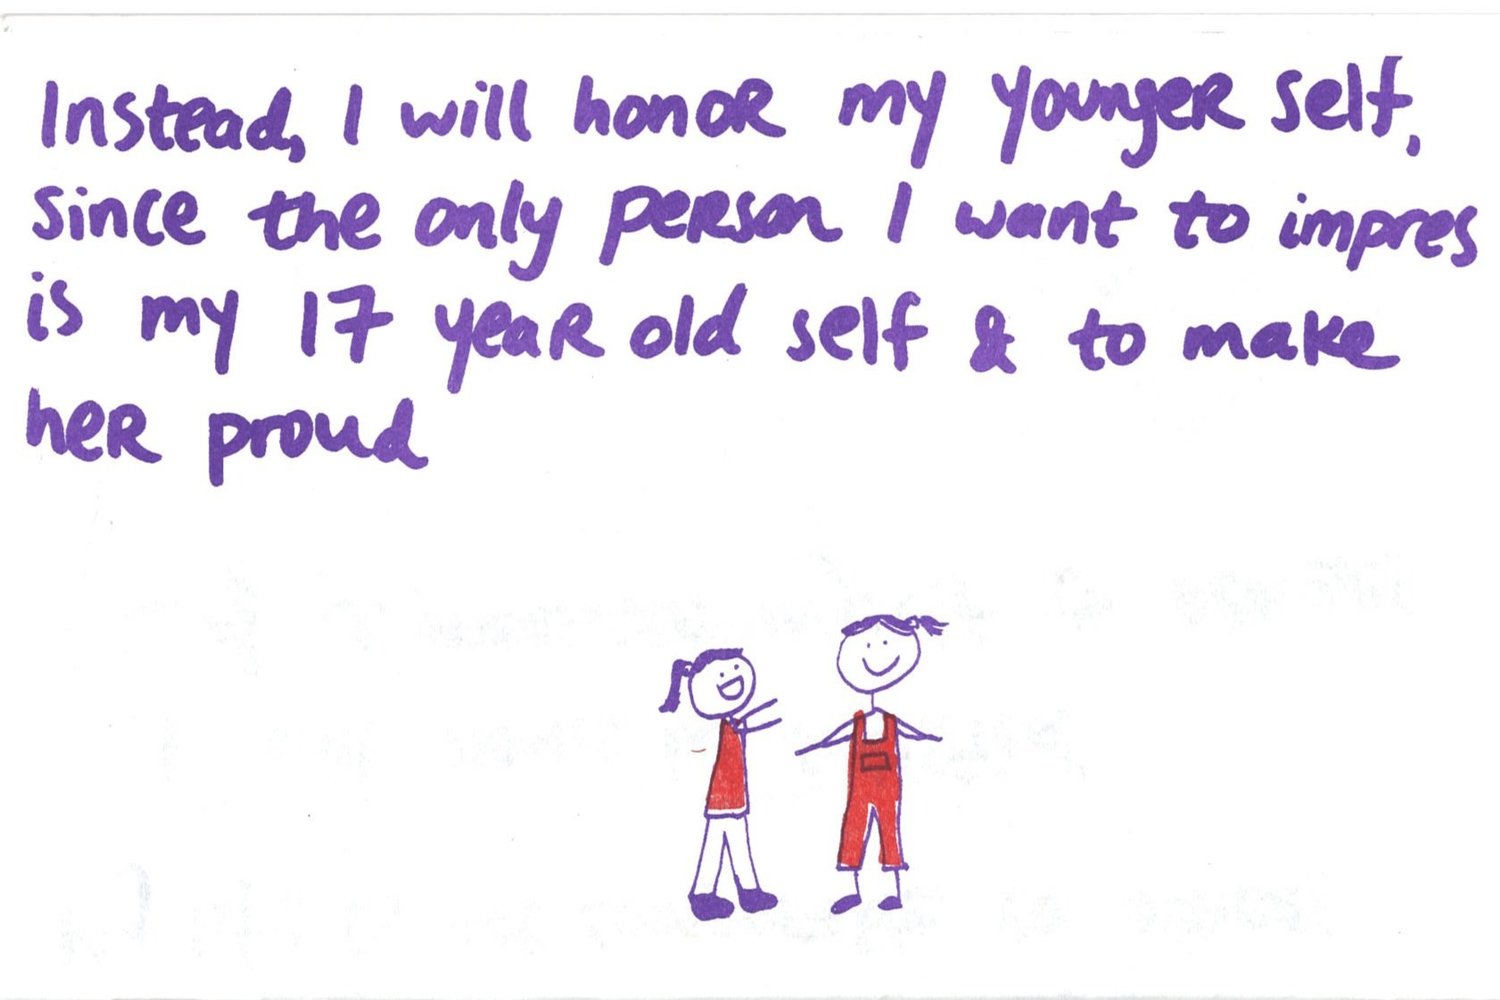 Instead, I will honor my younger self,
since the only person I want to impres
is my 17 year old self & to make
her proud